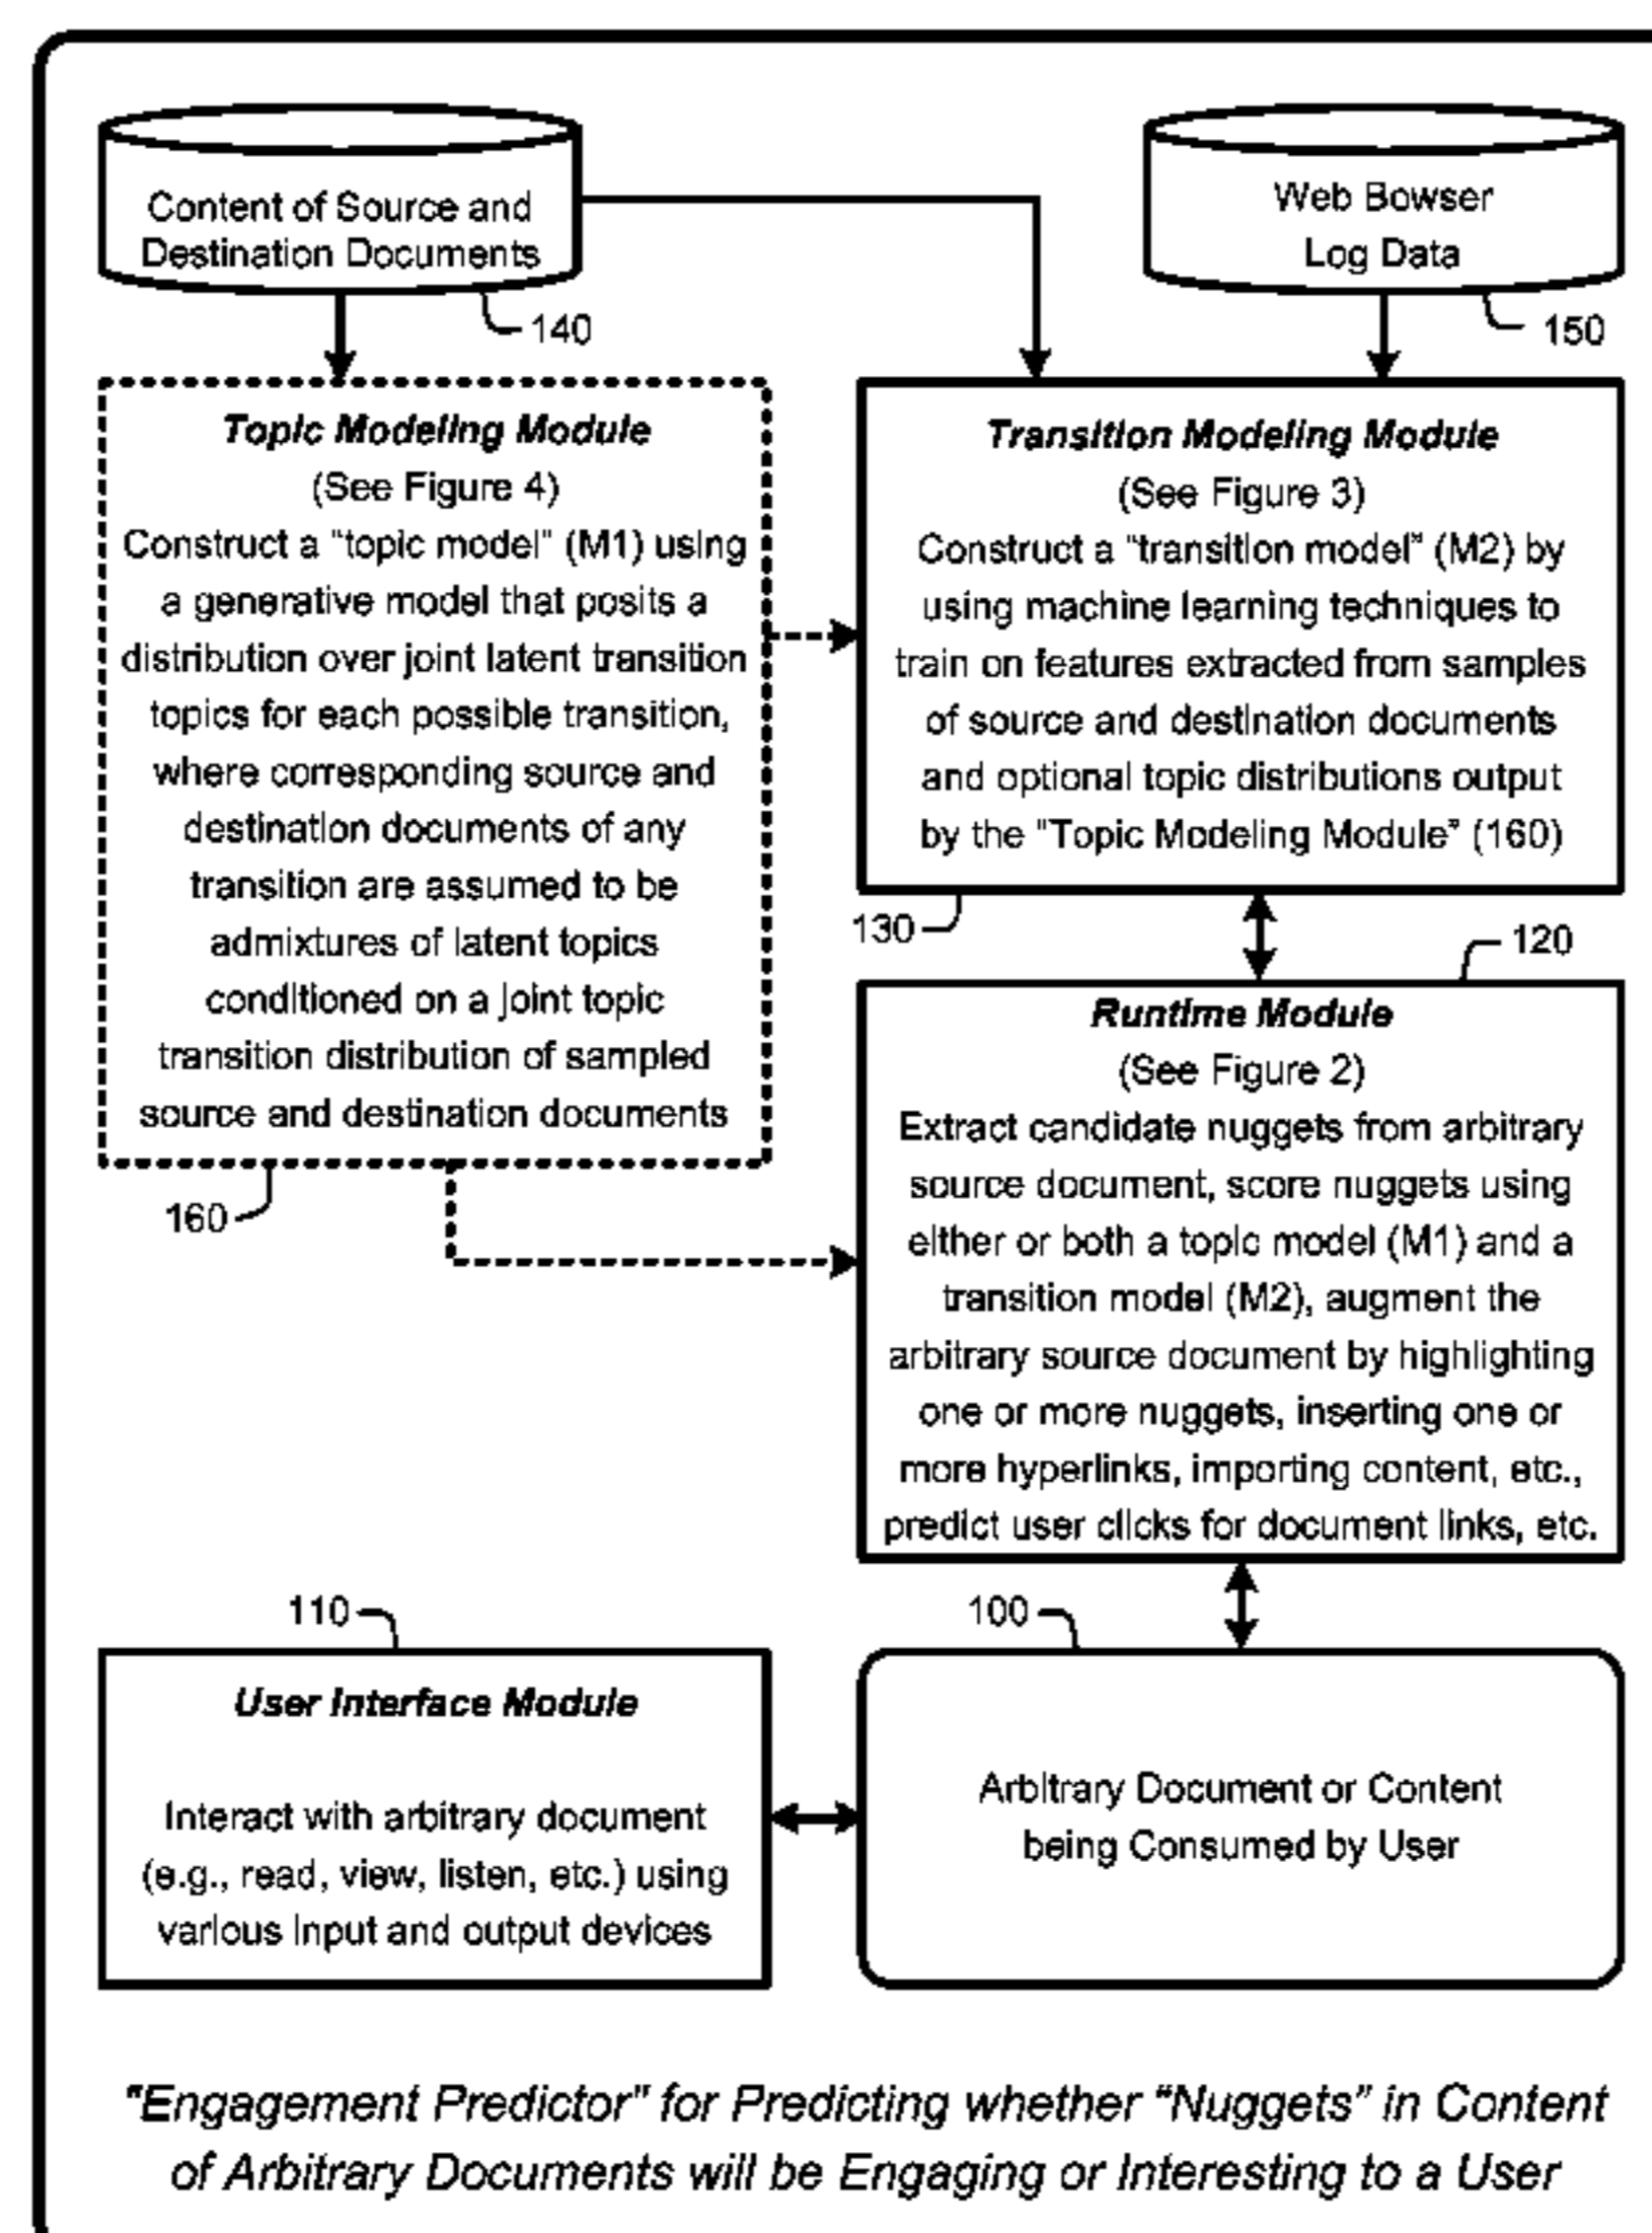 Content of Source and
Destination Documents
140
Web Bowser
Log Data
150
Topic Modeling Module
(See Figure 4)
Construct a "topic model" (M1) using
a generative model that posits a
distribution over joint latent transition
topics for each possible transition,
where corresponding source and
destination documents of any
transition are assumed to be
admixtures of latent topics
conditioned on a joint topic
transition distribution of sampled
source and destination documents
160
Transition Modeling Module
(See Figure 3)
Construct a "transition model" (M2) by
using machine learning techniques to
train on features extracted from samples
of source and destination documents
and optional topic distributions output
by the "Topic Modeling Module" (160)
130
120
Runtime Module
(See Figure 2)
Extract candidate nuggets from arbitrary
source document, score nuggets using
either or both a topic model (M1) and a
transition model (M2), augment the
arbitrary source document by highlighting
one or more nuggets, inserting one or
more hyperlinks, importing content, etc.,
predict user clicks for document links, etc.
110
User Interface Module
Interact with arbitrary document
(e.g., read, view, listen, etc.) using
various input and output devices
100
Arbitrary Document or Content
being Consumed by User
"Engagement Predictor" for Predicting whether "Nuggets" in Content
of Arbitrary Documents will be Engaging or Interesting to a User